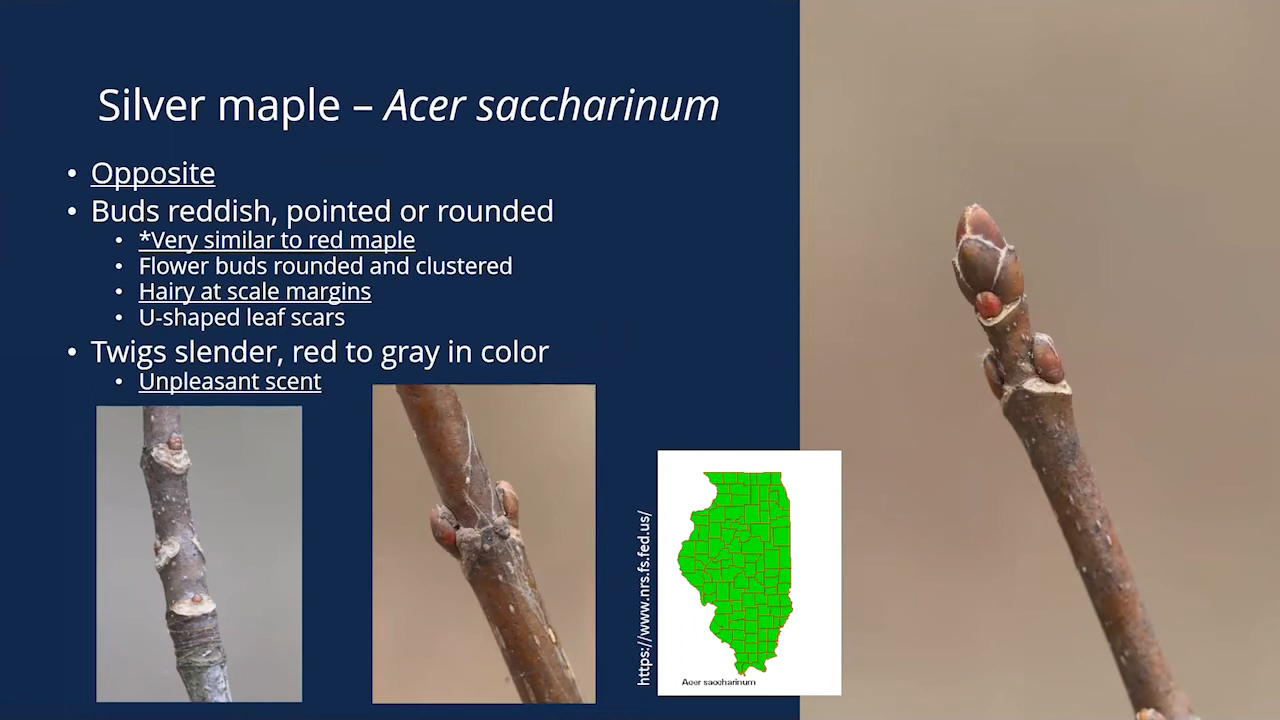 Silver maple – Acer saccharinum
• Opposite
• Buds reddish, pointed or rounded
• *Very similar to red maple
• Flower buds rounded and clustered
• Hairy at scale margins
• U-shaped leaf scars
• Twigs slender, red to gray in color
• Unpleasant scent
https://www.nrs.fs.fed.us/
Acer saccharinum